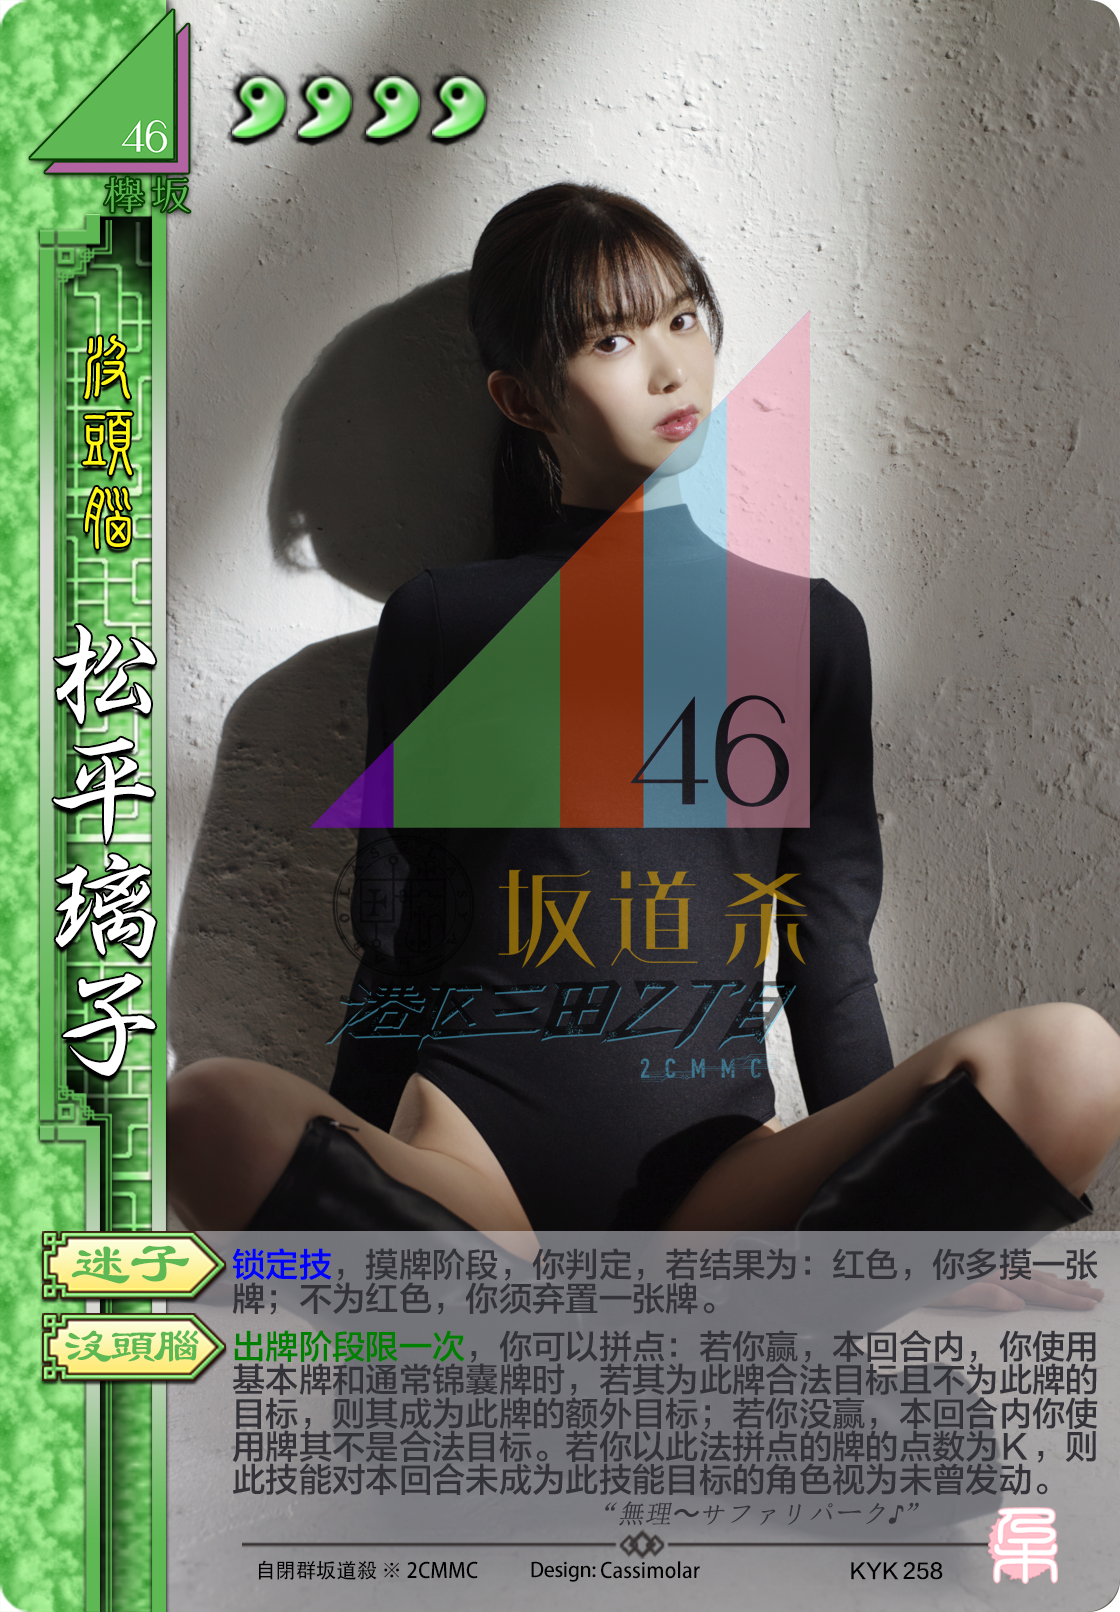 46
欅坂
沒頭腦
松平璃子
46
坂道杀
港区三田2丁目
2CMMC
迷子
锁定技，摸牌阶段，你判定，若结果为：红色，你多摸一张
牌；不为红色，你须弃置一张牌。
沒頭腦
出牌阶段限一次，你可以拼点：若你赢，本回合内，你使用
基本牌和通常锦囊牌时，若其为此牌合法目标且不为此牌的
目标，则其成为此牌的额外目标；若你没赢，本回合内你使
用牌其不是合法目标。若你以此法拼点的牌的点数为K，则
此技能对本回合未成为此技能目标的角色视为未曾发动。
“無理〜サファリパーク♪”
自閉群坂道殺 ※ 2CMMC
Design: Cassimolar
KYK 258